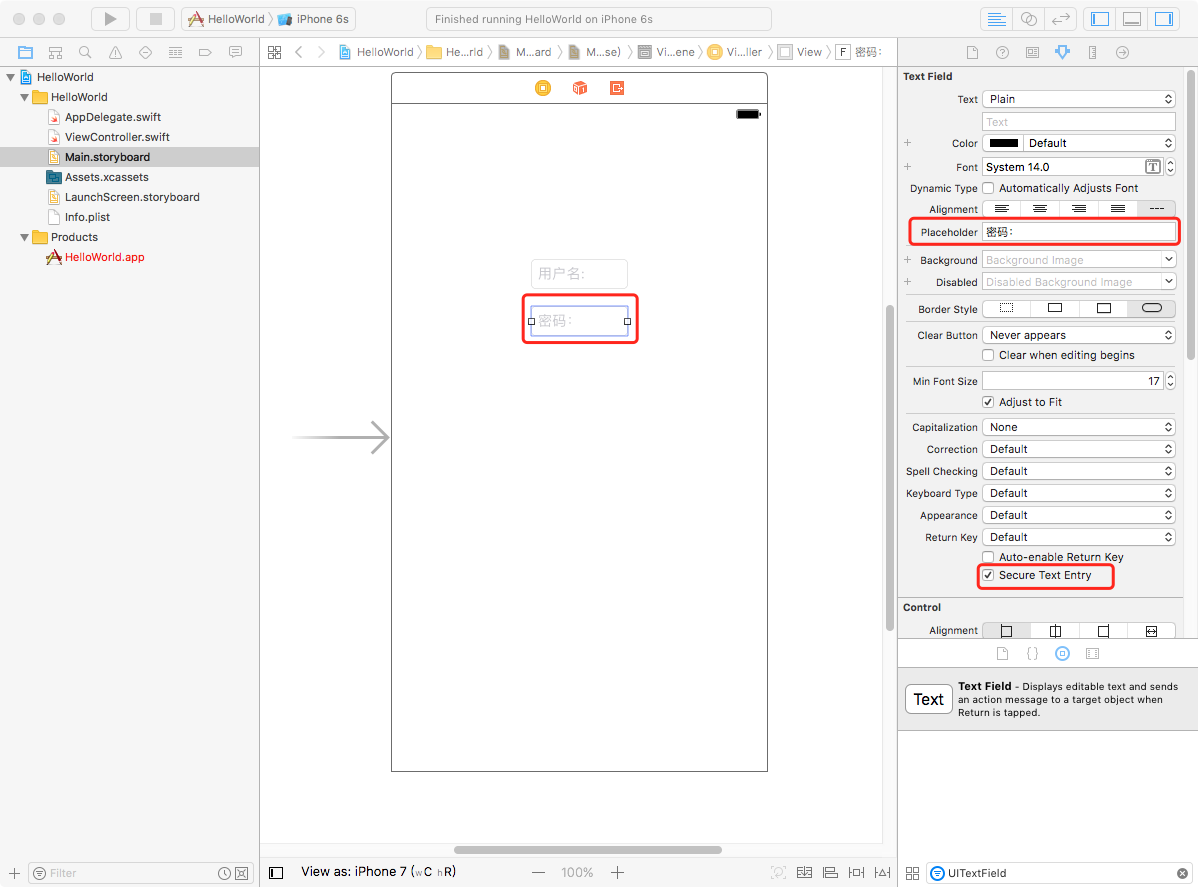 HelloWorld
iPhone 6s
Finished running HelloWorld on iPhone 6s
HelloWorld
He...rld
M...ard
M...se)
Vi...ene
Vi...ller
View
F
密码：
HelloWorld
HelloWorld
AppDelegate.swift
ViewController.swift
Main.storyboard
Assets.xcassets
LaunchScreen.storyboard
Info.plist
Products
HelloWorld.app
用户名:
密码：
Text Field
Text Plain
Text
Color Default
Font System 14.0 T
Dynamic Type Automatically Adjusts Font
Alignment ---
Placeholder 密码：
Background Background Image
Disabled Disabled Background Image
Border Style
Clear Button Never appears
Clear when editing begins
Min Font Size 17
Adjust to Fit
Capitalization None
Correction Default
Spell Checking Default
Keyboard Type Default
Appearance Default
Return Key Default
Auto-enable Return Key
Secure Text Entry
Control
Alignment
{ }
Text
Text Field - Displays editable text and sends
an action message to a target object when
Return is tapped.
Filter
View as: iPhone 7 (wC hR)
100%
UITextField